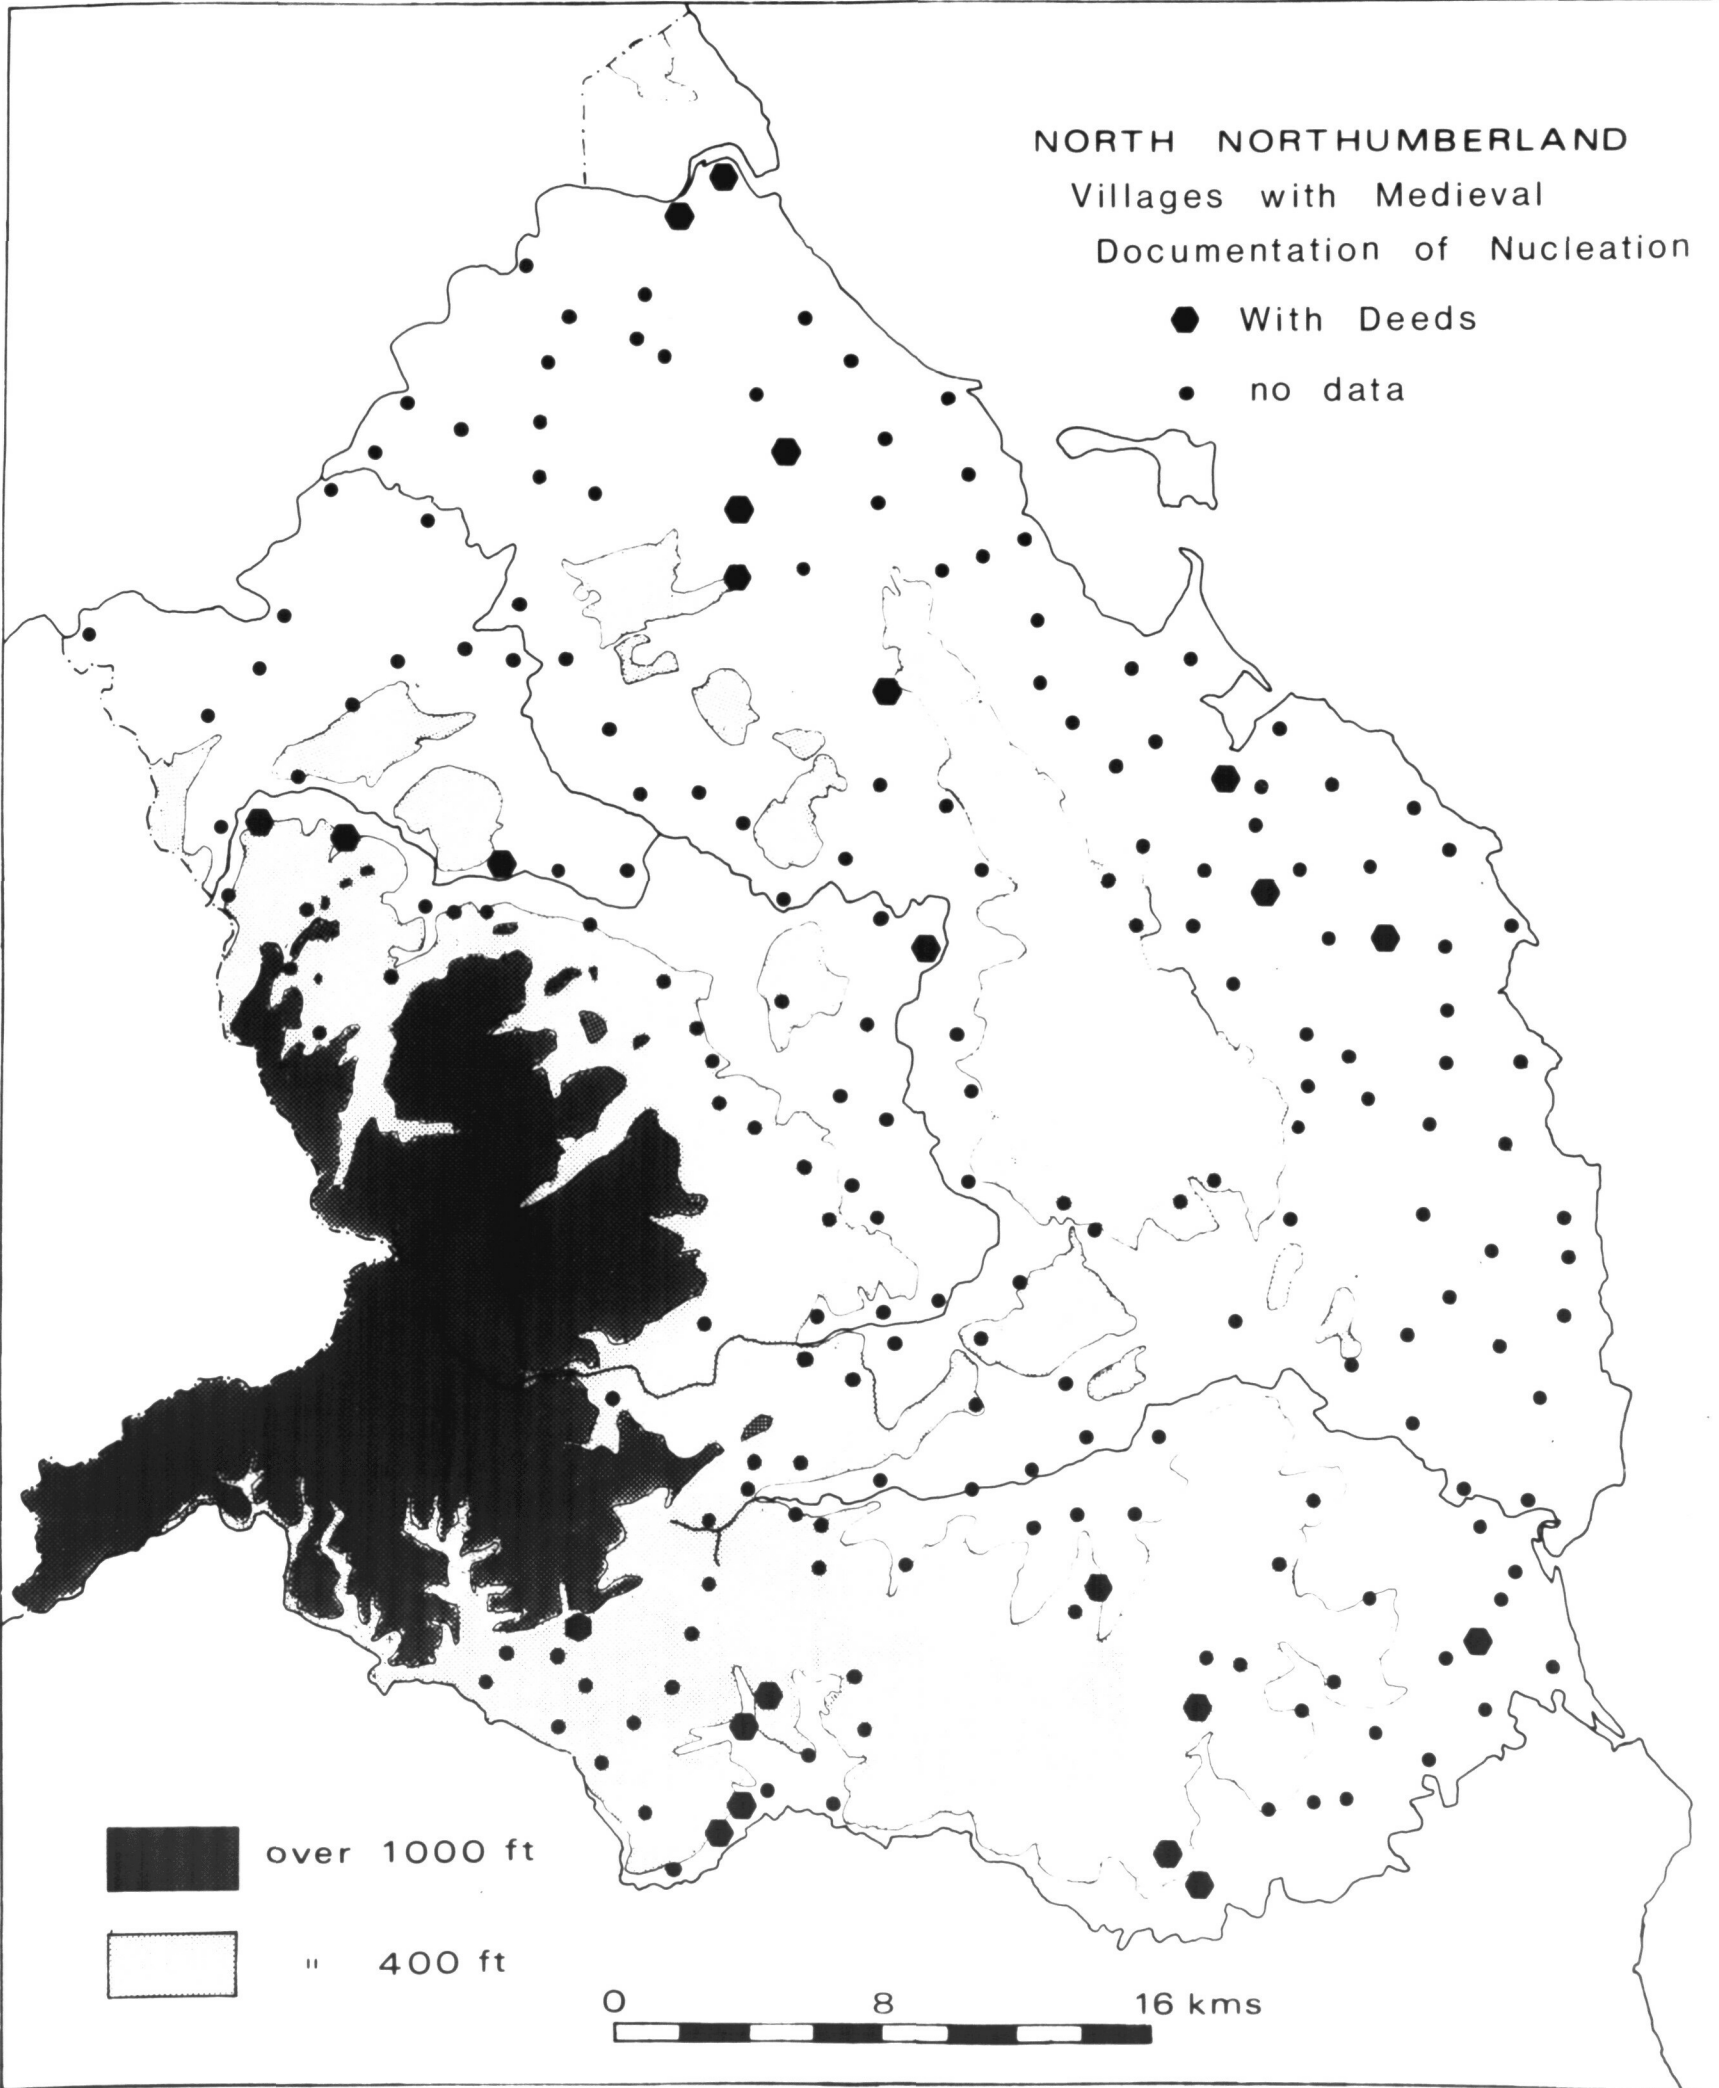 NORTH NORTHUMBERLAND
Villages with Medieval
Documentation of Nucleation
With Deeds
no data
over 1000 ft
" 400 ft
0 8 16 kms